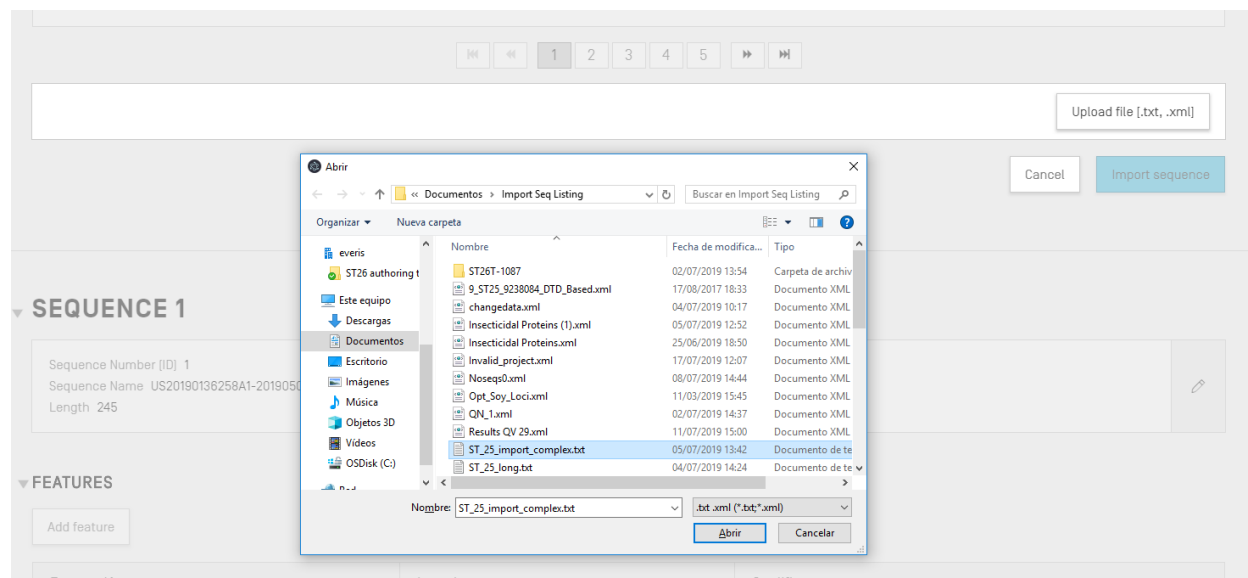 1 2 3 4 5
Upload file [.txt, .xml]
Abrir
« Documentos › Import Seq Listing
Buscar en Import Seq Listing
Cancel
Import sequence
Organizar
Nueva carpeta
Nombre
Fecha de modifica...
Tipo
everis
ST26 authoring t
Este equipo
Descargas
Documentos
Escritorio
Imágenes
Música
Objetos 3D
Vídeos
OSDisk (C:)
ST26T-1087 02/07/2019 13:54 Carpeta de archiv
9_ST25_9238084_DTD_Based.xml 17/08/2017 18:33 Documento XML
changedata.xml 04/07/2019 10:17 Documento XML
Insecticidal Proteins (1).xml 05/07/2019 12:52 Documento XML
Insecticidal Proteins.xml 25/06/2019 18:50 Documento XML
Invalid_project.xml 17/07/2019 12:07 Documento XML
Noseqs0.xml 08/07/2019 14:44 Documento XML
Opt_Soy_Loci.xml 11/03/2019 15:45 Documento XML
QN_1.xml 02/07/2019 14:37 Documento XML
Results QV 29.xml 11/07/2019 15:00 Documento XML
ST_25_import_complex.txt 05/07/2019 13:42 Documento de te
ST_25_long.txt 04/07/2019 14:24 Documento de te
Nombre: ST_25_import_complex.txt
.txt .xml (*.txt;*.xml)
Abrir
Cancelar
SEQUENCE 1
Sequence Number [ID] 1
Sequence Name US20190136258A1-2019050
Length 245
FEATURES
Add feature